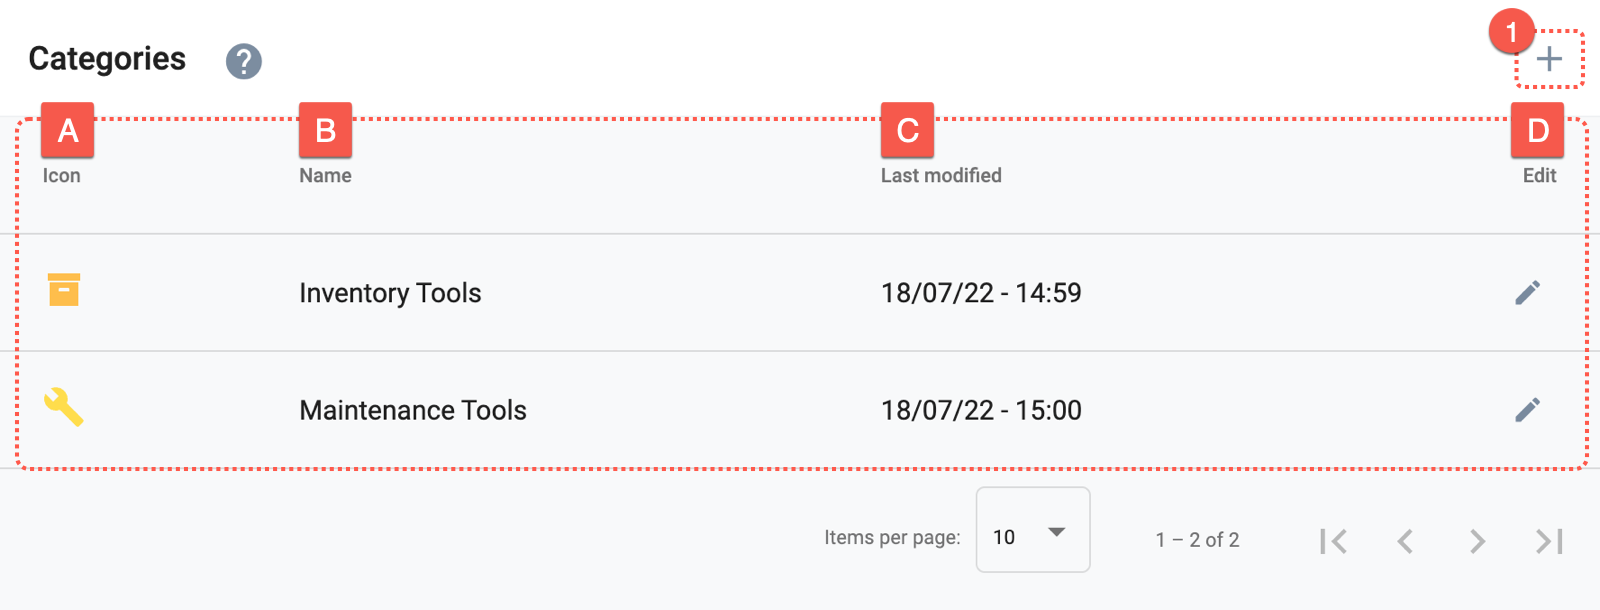 Categories ? 1 +
A B C D
Icon Name Last modified Edit
Inventory Tools 18/07/22 - 14:59
Maintenance Tools 18/07/22 - 15:00
Items per page: 10 1 – 2 of 2